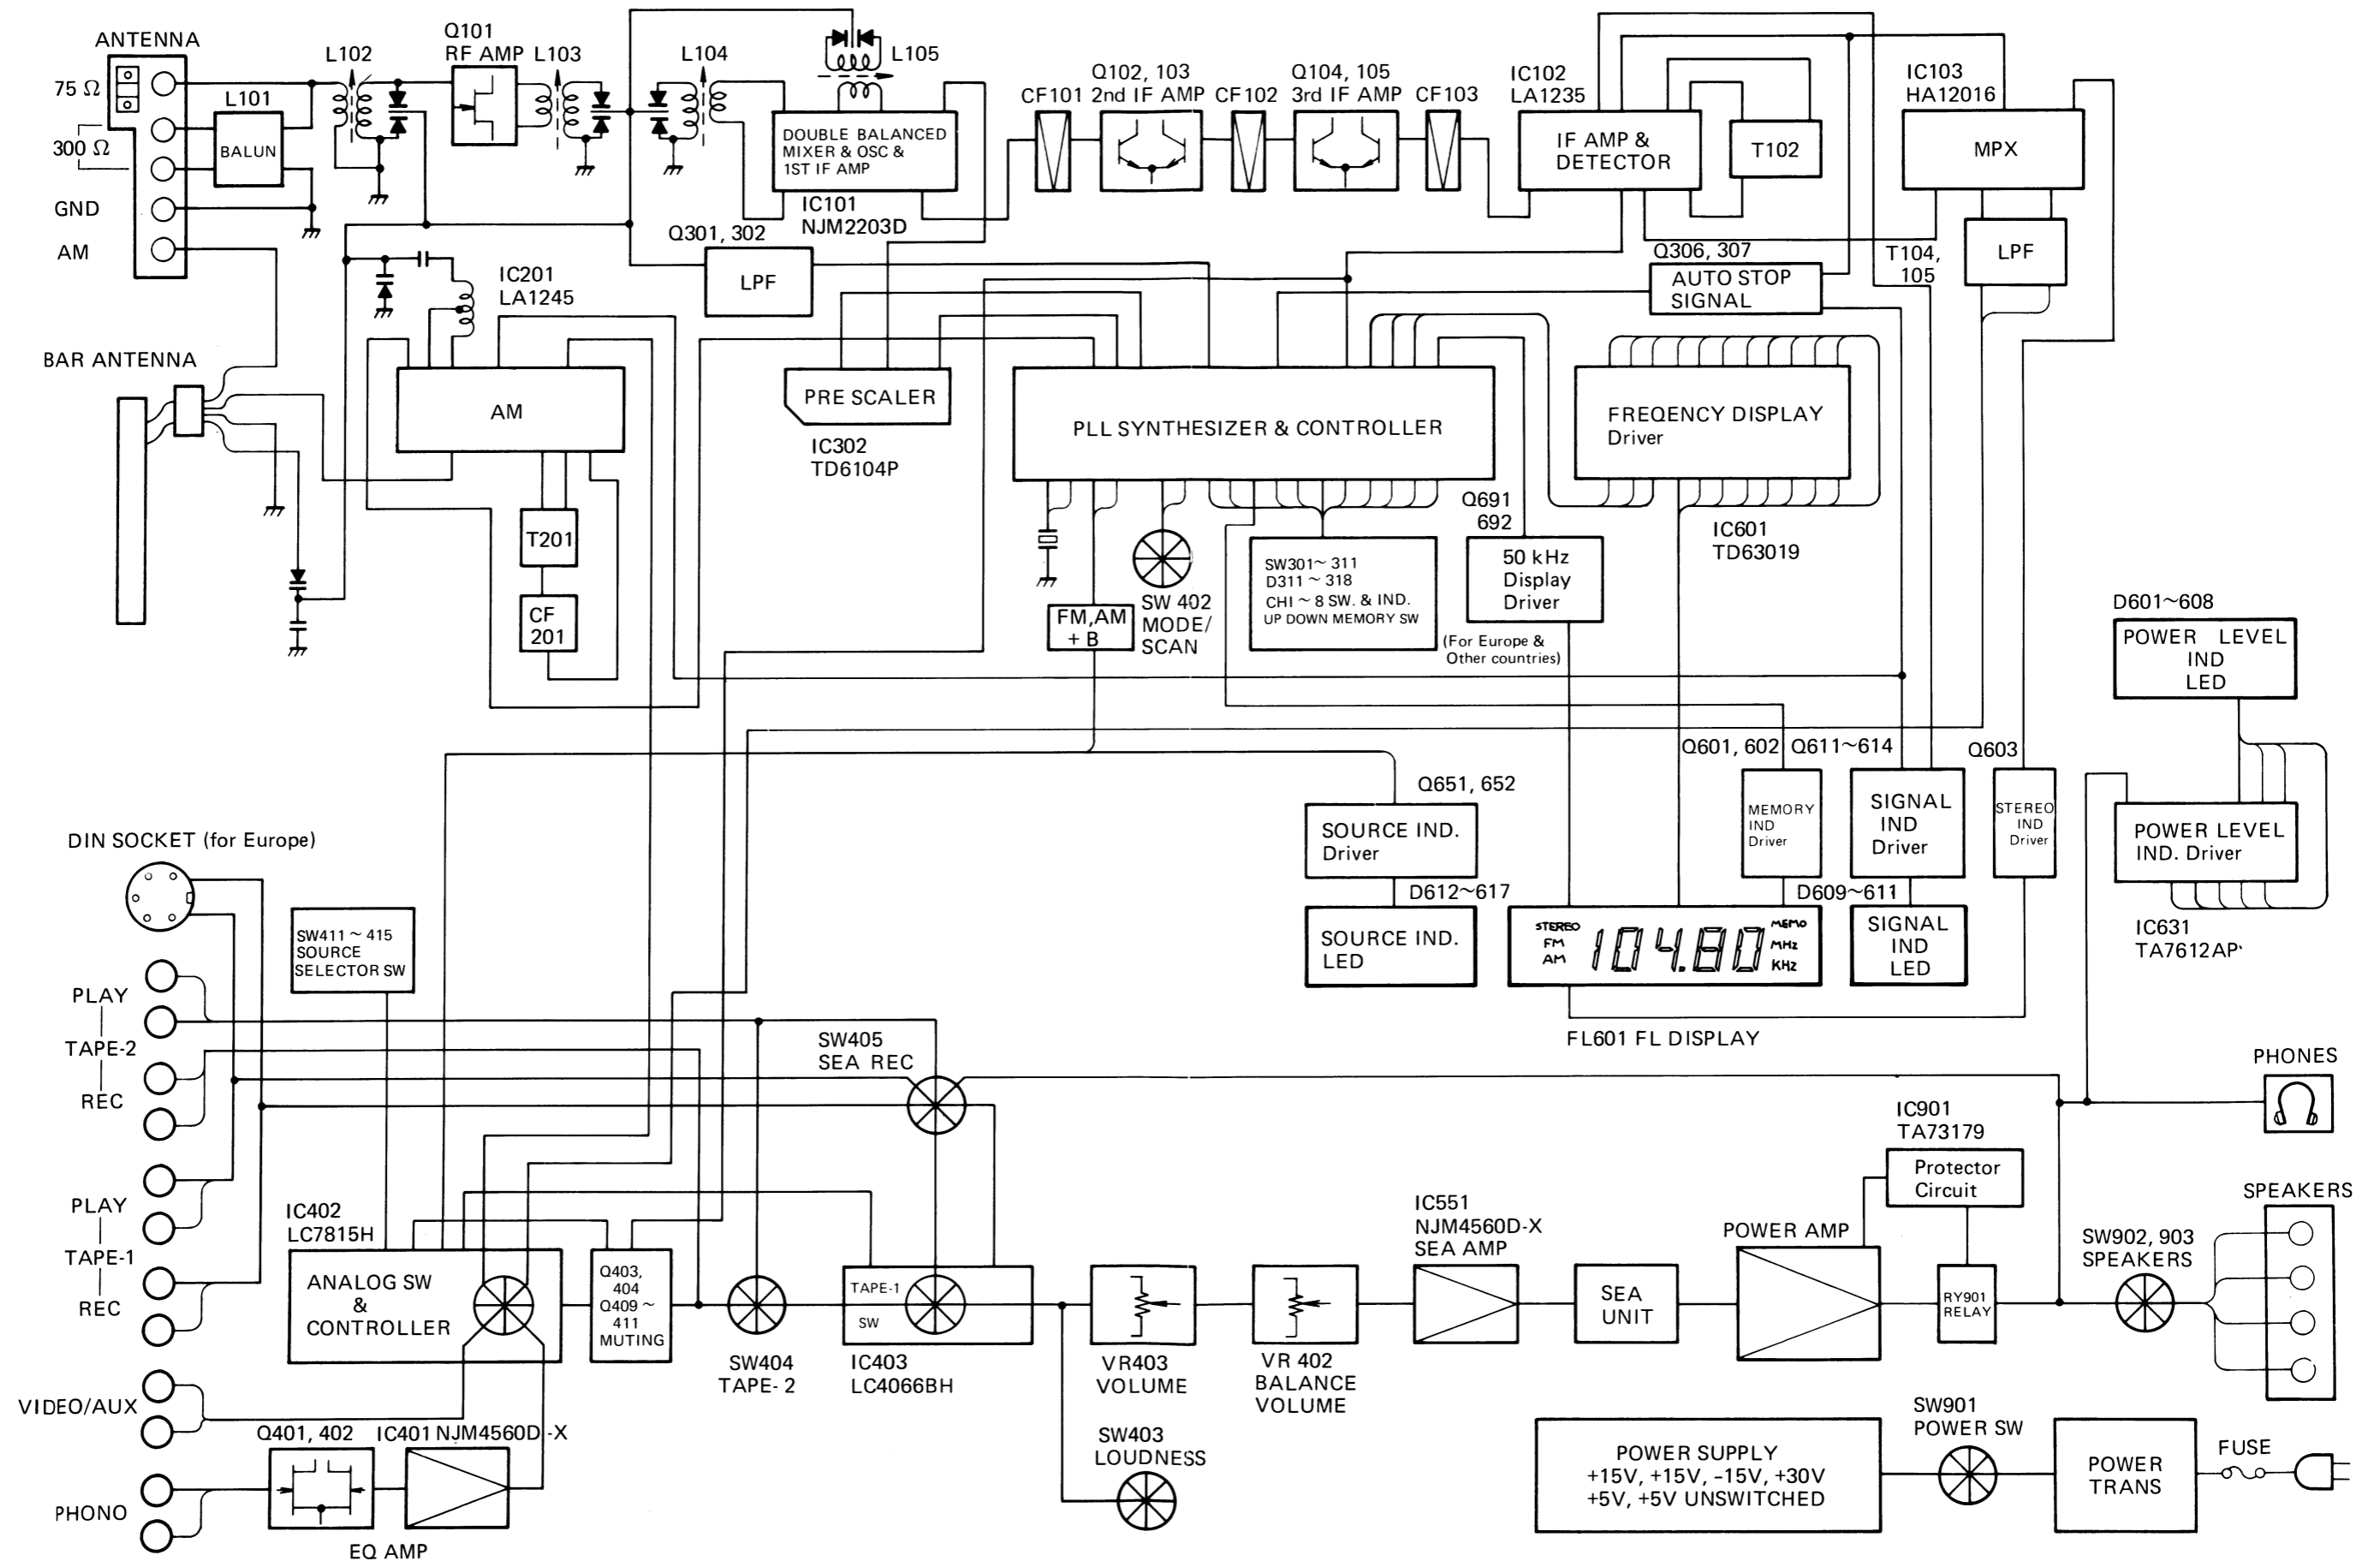 ANTENNA
75 Ω
300 Ω
GND
AM
L101
BALUN
L102
Q101
RF AMP
L103
L104
L105
DOUBLE BALANCED
MIXER & OSC &
1ST IF AMP
IC101
NJM2203D
CF101
Q102, 103
2nd IF AMP
CF102
Q104, 105
3rd IF AMP
CF103
IC102
LA1235
IF AMP &
DETECTOR
T102
IC103
HA12016
MPX
LPF
T104,
105
Q306, 307
AUTO STOP
SIGNAL
Q301, 302
LPF
IC201
LA1245
AM
T201
CF
201
BAR ANTENNA
PRE SCALER
IC302
TD6104P
PLL SYNTHESIZER & CONTROLLER
FREQENCY DISPLAY
Driver
IC601
TD63019
Q691
692
50 kHz
Display
Driver
(For Europe &
Other countries)
SW301~ 311
D311 ~ 318
CHI ~ 8 SW. & IND.
UP DOWN MEMORY SW
SW 402
MODE/
SCAN
FM,AM
+ B
D601~608
POWER LEVEL
IND
LED
Q601, 602
MEMORY
IND
Driver
Q611~614
SIGNAL
IND
Driver
Q603
STEREO
IND
Driver
POWER LEVEL
IND. Driver
IC631
TA7612AP
Q651, 652
SOURCE IND.
Driver
D612~617
SOURCE IND.
LED
D609~611
SIGNAL
IND
LED
STEREO
FM
AM
104.80
MEMO
MHz
KHz
FL601 FL DISPLAY
DIN SOCKET (for Europe)
SW411 ~ 415
SOURCE
SELECTOR SW
PLAY
TAPE-2
REC
PLAY
TAPE-1
REC
VIDEO/AUX
PHONO
SW405
SEA REC
IC402
LC7815H
ANALOG SW
&
CONTROLLER
Q403,
404
Q409 ~
411
MUTING
SW404
TAPE- 2
TAPE-1
SW
IC403
LC4066BH
VR403
VOLUME
VR 402
BALANCE
VOLUME
SW403
LOUDNESS
IC551
NJM4560D-X
SEA AMP
SEA
UNIT
POWER AMP
IC901
TA73179
Protector
Circuit
RY901
RELAY
PHONES
SW902, 903
SPEAKERS
SPEAKERS
Q401, 402
IC401 NJM4560D -X
EQ AMP
POWER SUPPLY
+15V, +15V, -15V, +30V
+5V, +5V UNSWITCHED
SW901
POWER SW
POWER
TRANS
FUSE